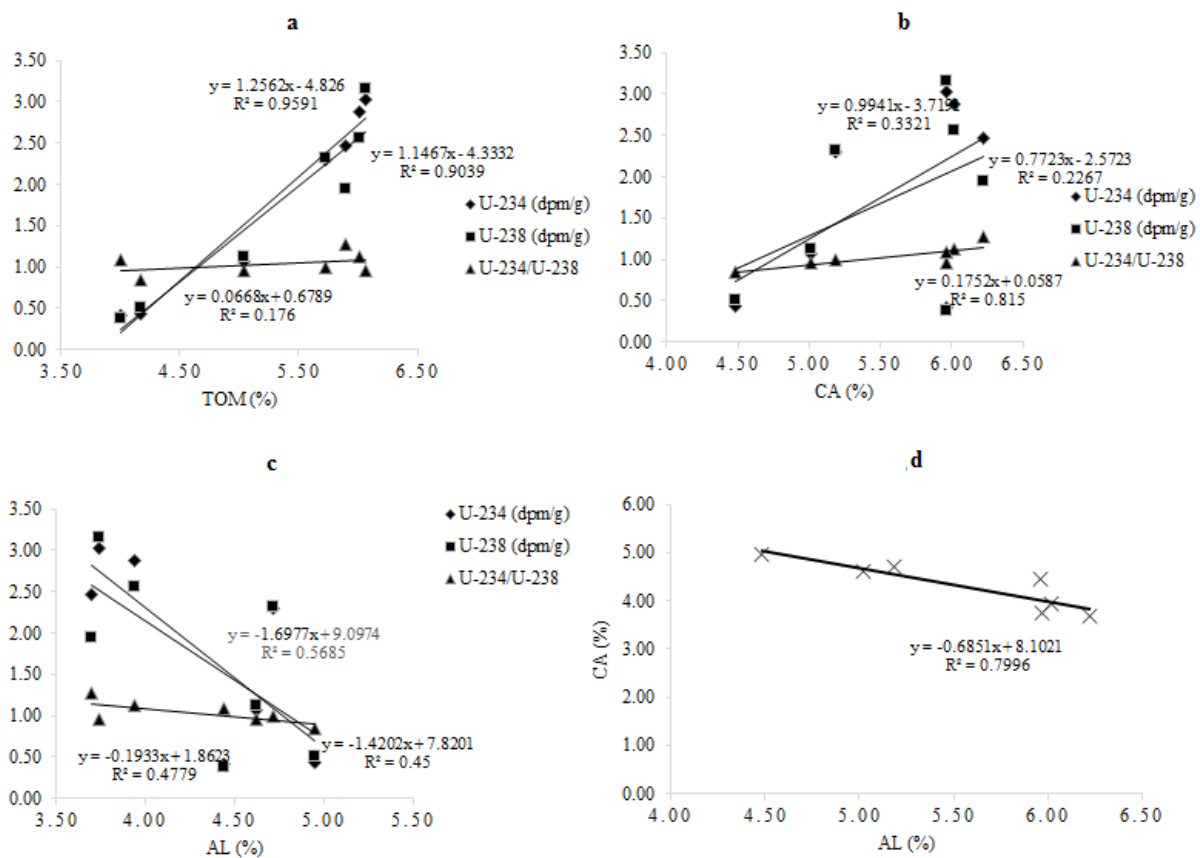 a
3.50
3.00
2.50
2.00
1.50
1.00
0.50
0.00
3.50 4.50 5.50 6.50
TOM (%)
y = 1.2562x - 4.826
R² = 0.9591
y = 1.1467x - 4.3332
R² = 0.9039
y = 0.0668x + 0.6789
R² = 0.176
U-234 (dpm/g)
U-238 (dpm/g)
U-234/U-238
b
3.50
3.00
2.50
2.00
1.50
1.00
0.50
0.00
4.00 4.50 5.00 5.50 6.00 6.50
CA (%)
y = 0.9941x - 3.7191
R² = 0.3321
y = 0.7723x - 2.5723
R² = 0.2267
y = 0.1752x + 0.0587
R² = 0.815
U-234 (dpm/g)
U-238 (dpm/g)
U-234/U-238
c
3.50
3.00
2.50
2.00
1.50
1.00
0.50
0.00
3.50 4.00 4.50 5.00 5.50
AL (%)
y = -1.6977x + 9.0974
R² = 0.5685
y = -1.4202x + 7.8201
R² = 0.45
y = -0.1933x + 1.8623
R² = 0.4779
U-234 (dpm/g)
U-238 (dpm/g)
U-234/U-238
d
6.00
5.00
4.00
3.00
2.00
1.00
0.00
4.00 4.50 5.00 5.50 6.00 6.50
AL (%)
CA (%)
y = -0.6851x + 8.1021
R² = 0.7996